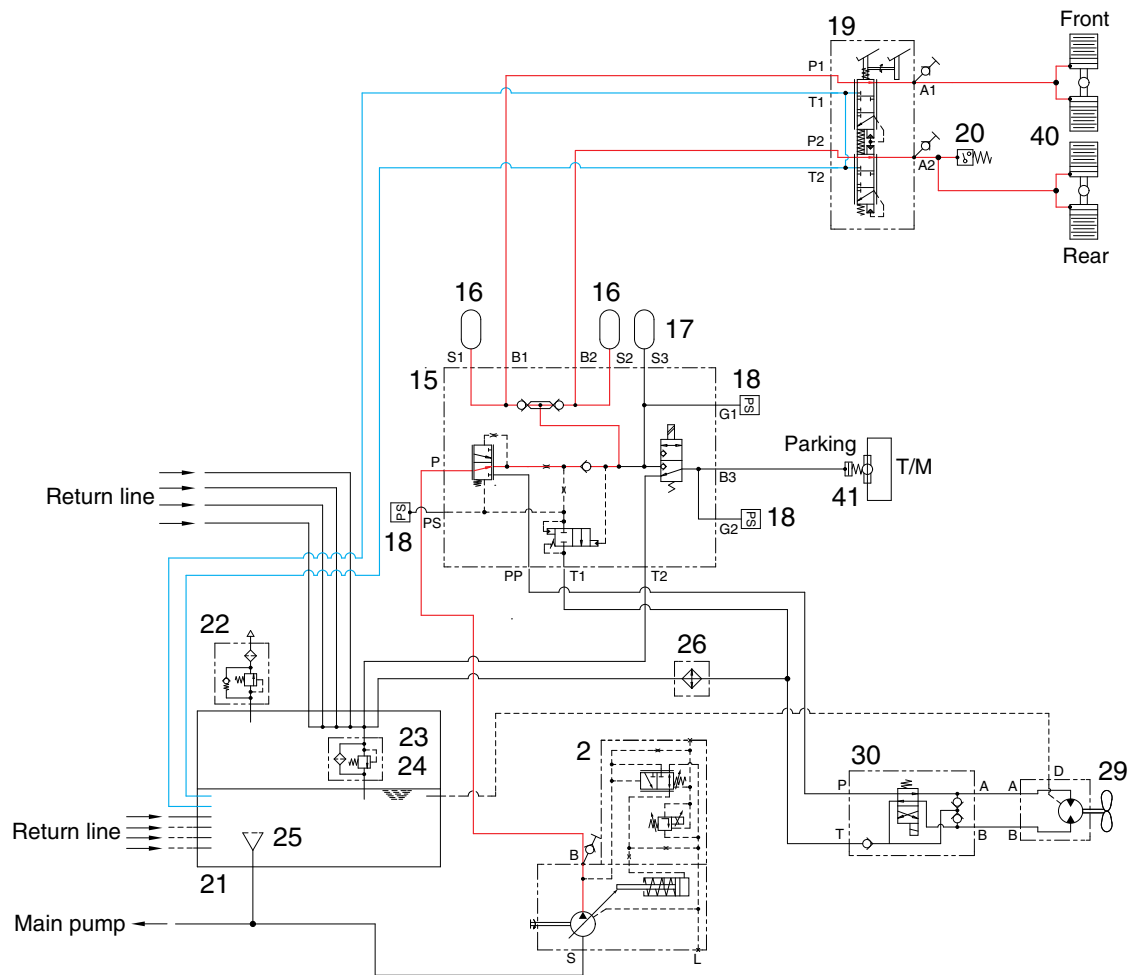 19
Front
P1
A1
T1
20
40
P2
A2
T2
Rear
16
16
17
S1
B1
B2
S2
S3
15
18
PS
G1
Parking
T/M
P
B3
41
Return line
PS
PS
18
PS
18
G2
PP
T1
T2
22
26
23
24
2
30
D
29
P
A
A
Return line
25
B
T
B
B
21
Main pump
S
L